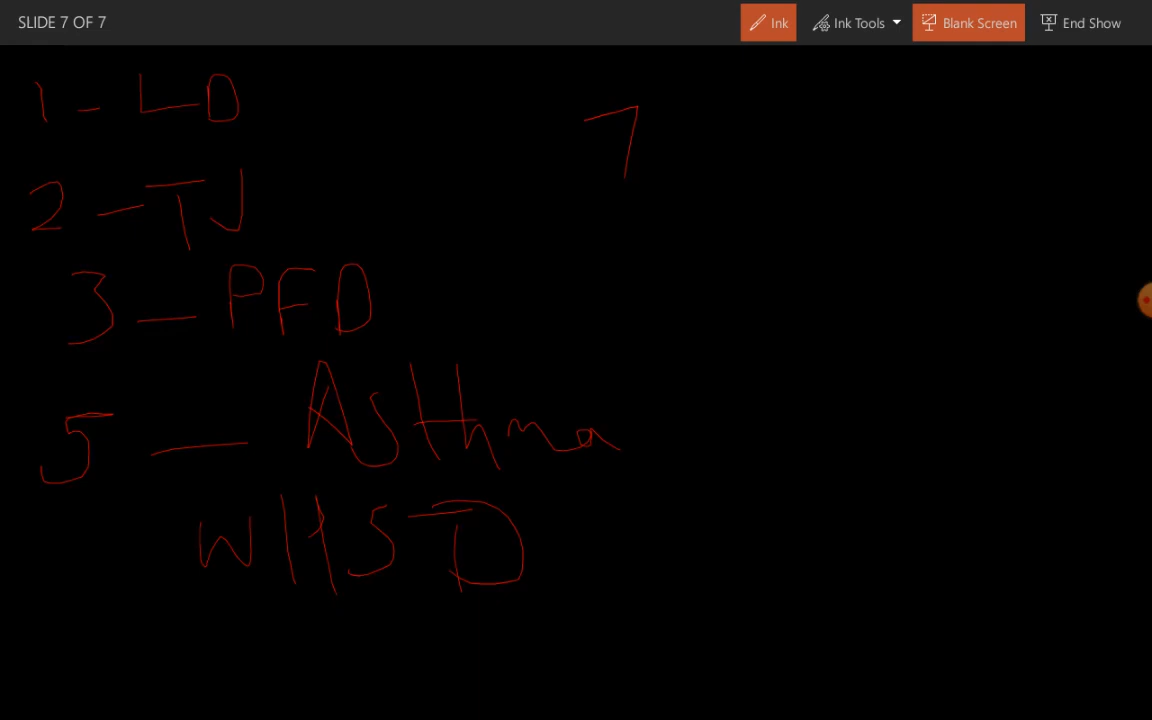 SLIDE 7 OF 7 Ink Ink Tools Blank Screen End Show
1 - LD
7
2 - TJ
3 - PFD
5 - Asthma
WHSD